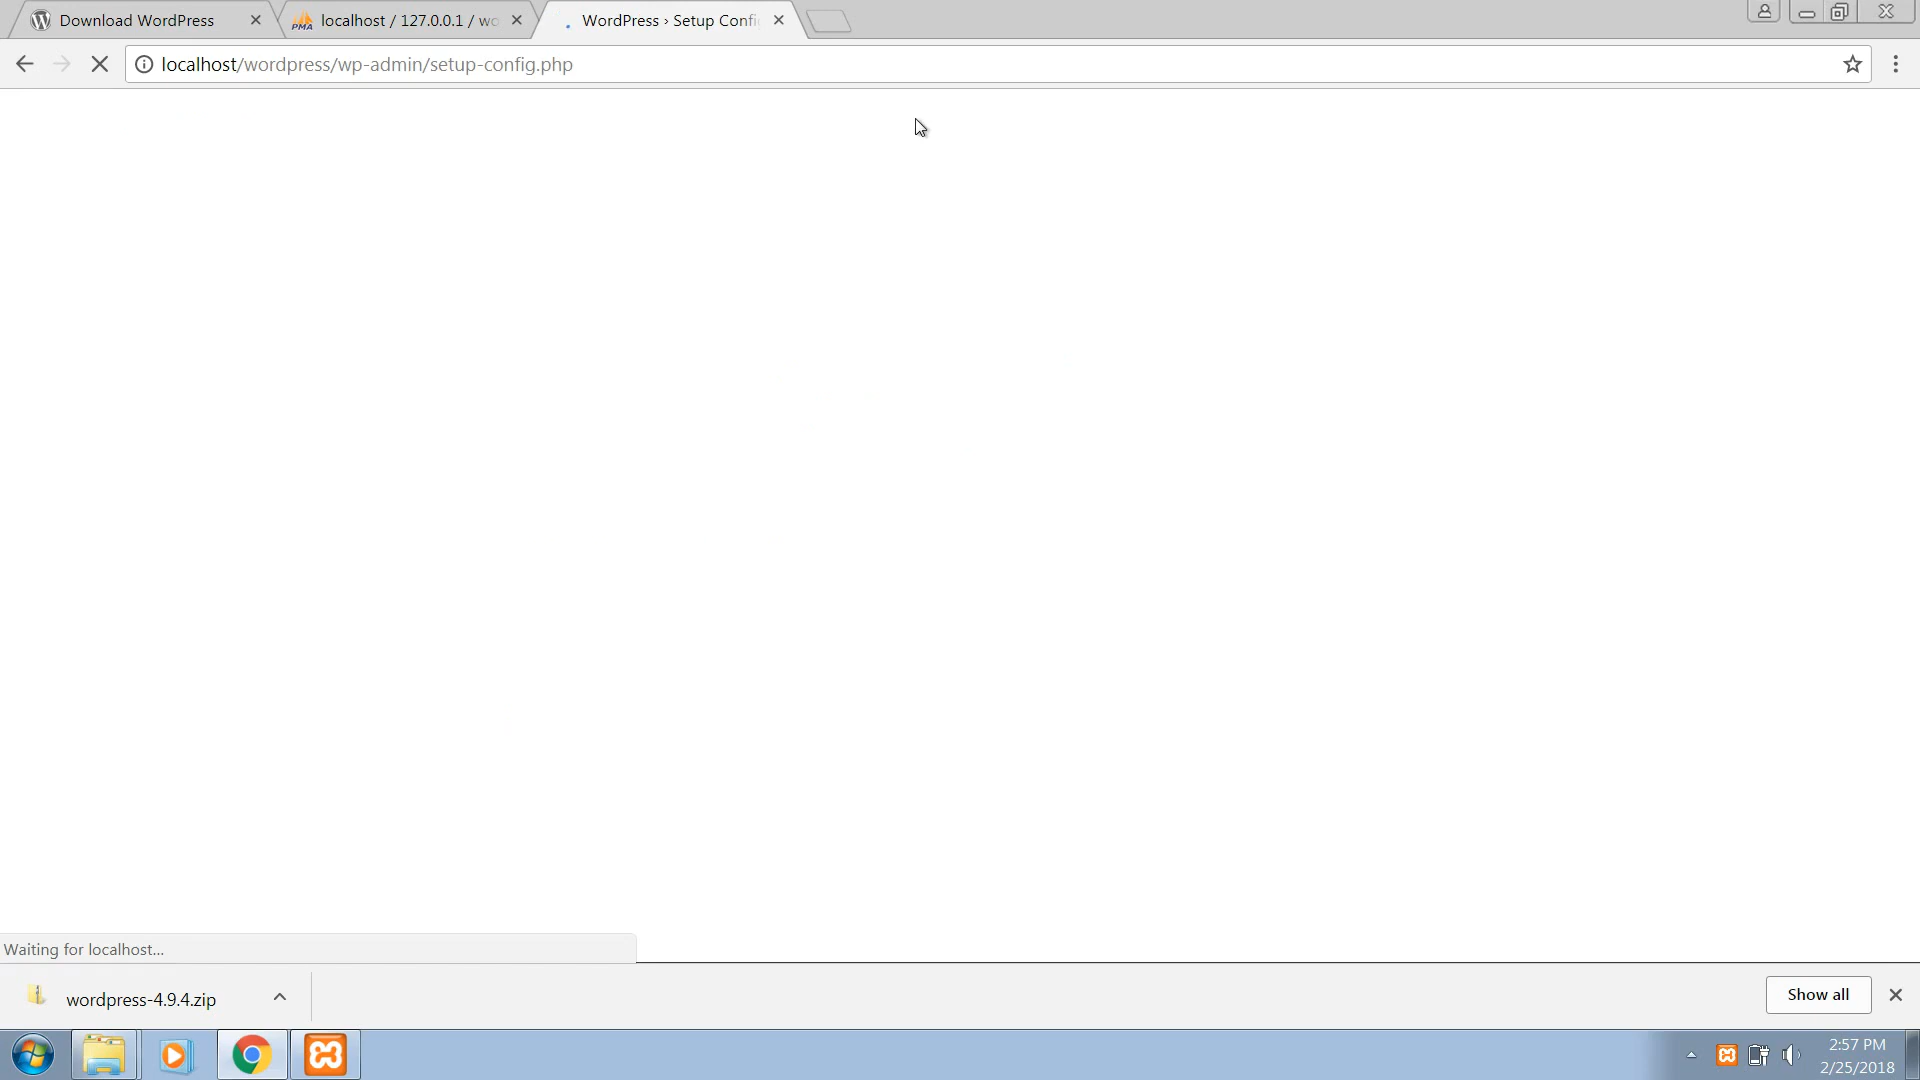 Download WordPress
localhost / 127.0.0.1 / wo
WordPress › Setup Confi
localhost/wordpress/wp-admin/setup-config.php
Waiting for localhost...
wordpress-4.9.4.zip
Show all
PMA
2:57 PM
2/25/2018